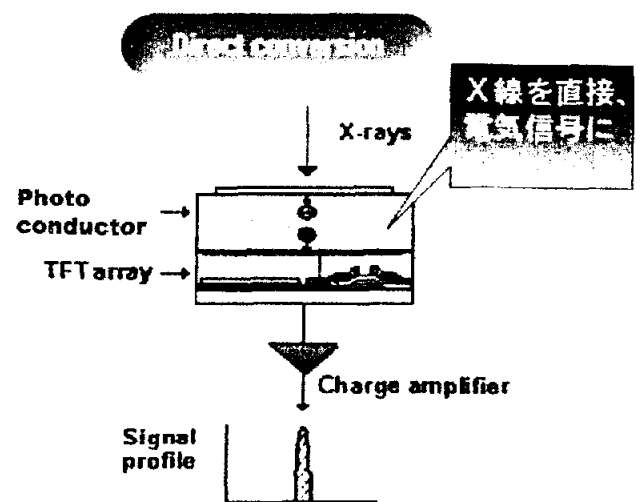 Direct conversion
X線を直接、
電気信号に
X-rays
Photo
conductor
TFT array
Charge amplifier
Signal
profile